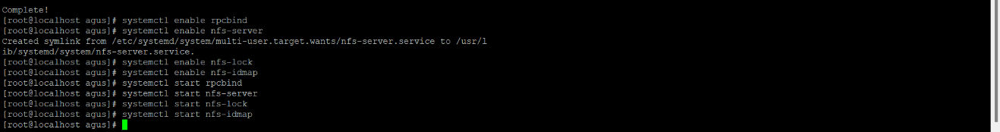 Complete!
[root@localhost agus]# systemctl enable rpcbind
[root@localhost agus]# systemctl enable nfs-server
Created symlink from /etc/systemd/system/multi-user.target.wants/nfs-server.service to /usr/l
ib/systemd/system/nfs-server.service.
[root@localhost agus]# systemctl enable nfs-lock
[root@localhost agus]# systemctl enable nfs-idmap
[root@localhost agus]# systemctl start rpcbind
[root@localhost agus]# systemctl start nfs-server
[root@localhost agus]# systemctl start nfs-lock
[root@localhost agus]# systemctl start nfs-idmap
[root@localhost agus]#